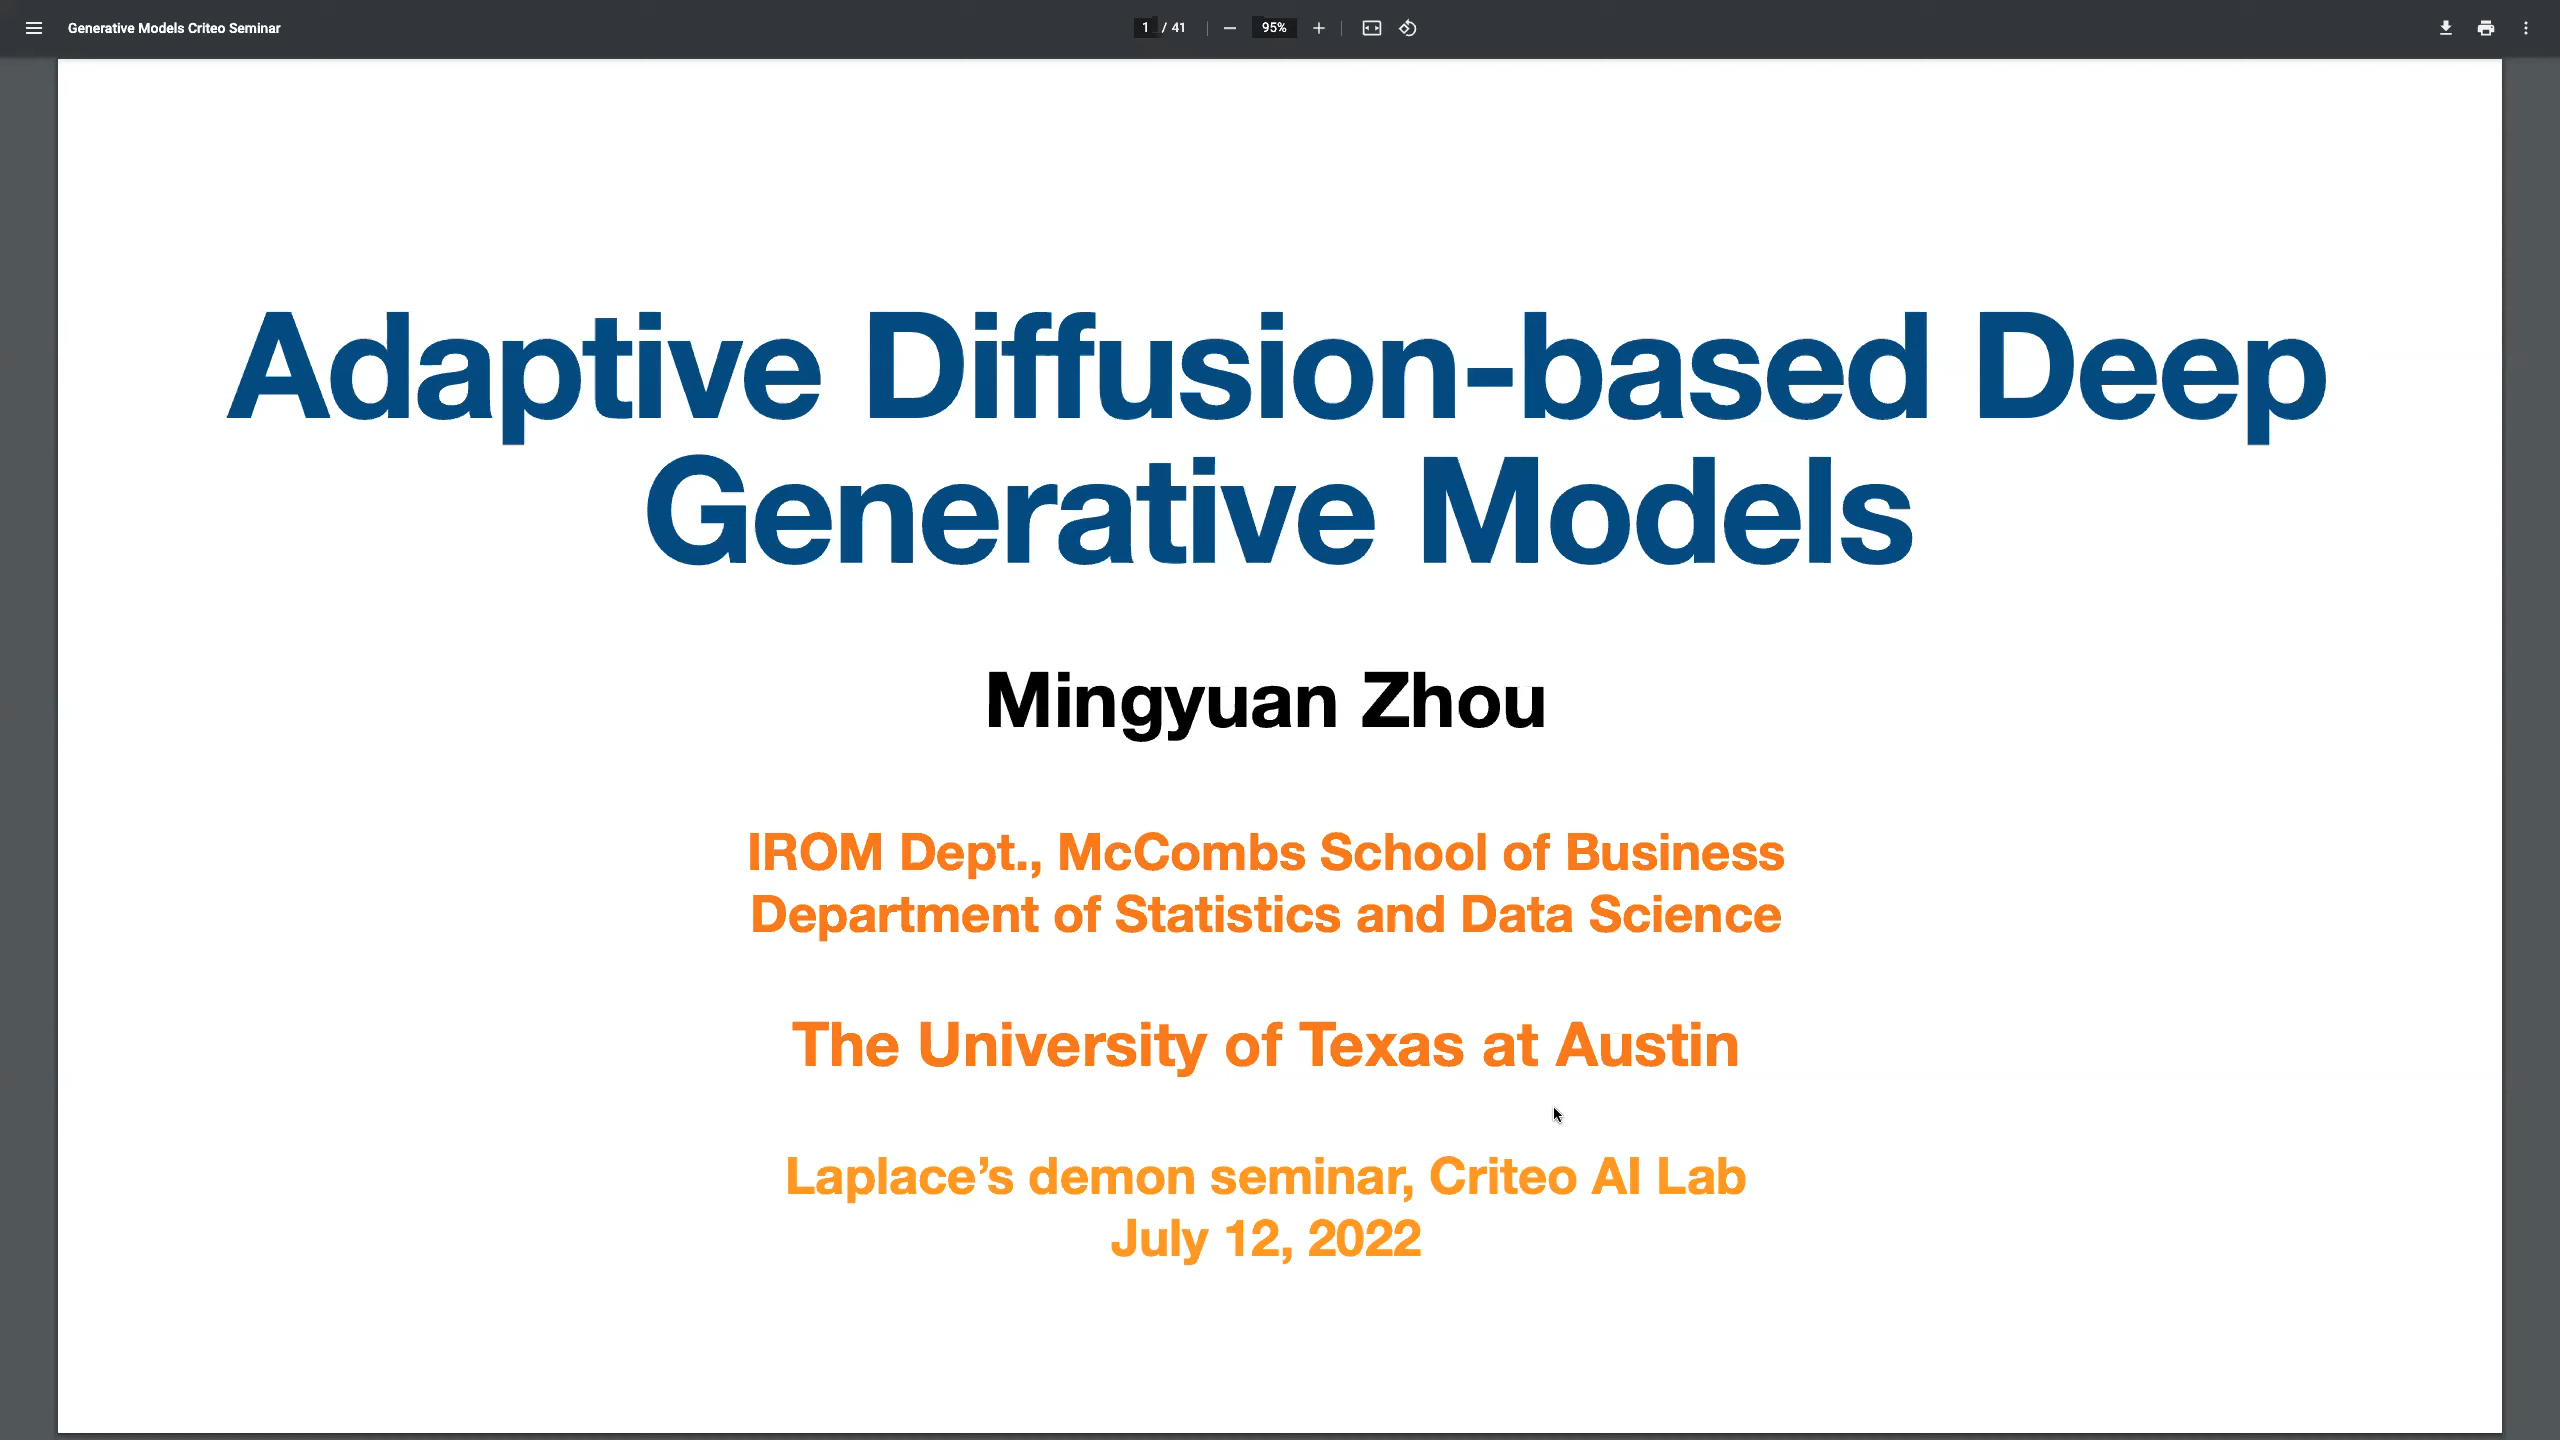 Generative Models Criteo Seminar
1 / 41
95%
Adaptive Diffusion-based Deep
Generative Models
Mingyuan Zhou
IROM Dept., McCombs School of Business
Department of Statistics and Data Science
The University of Texas at Austin
Laplace’s demon seminar, Criteo AI Lab
July 12, 2022